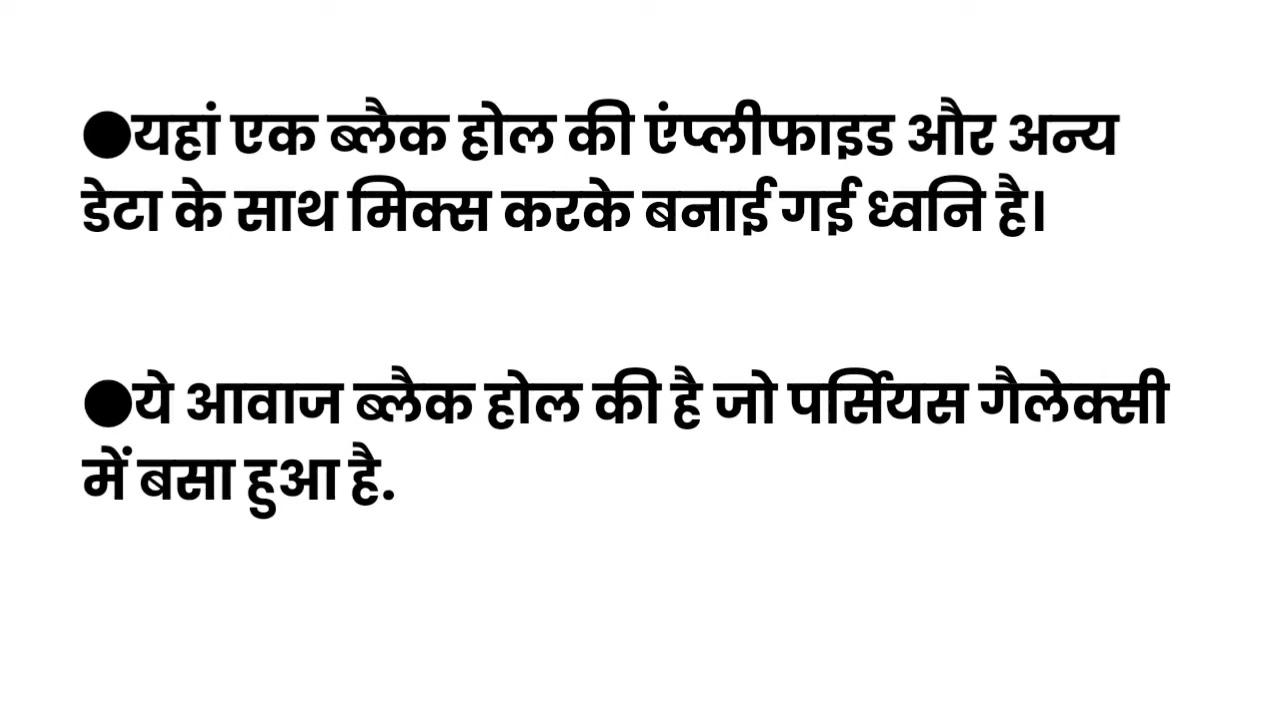 ●यहां एक ब्लैक होल की एंप्लीफाइड और अन्य
डेटा के साथ मिक्स करके बनाई गई ध्वनि है।
●ये आवाज ब्लैक होल की है जो पर्सियस गैलेक्सी
में बसा हुआ है.